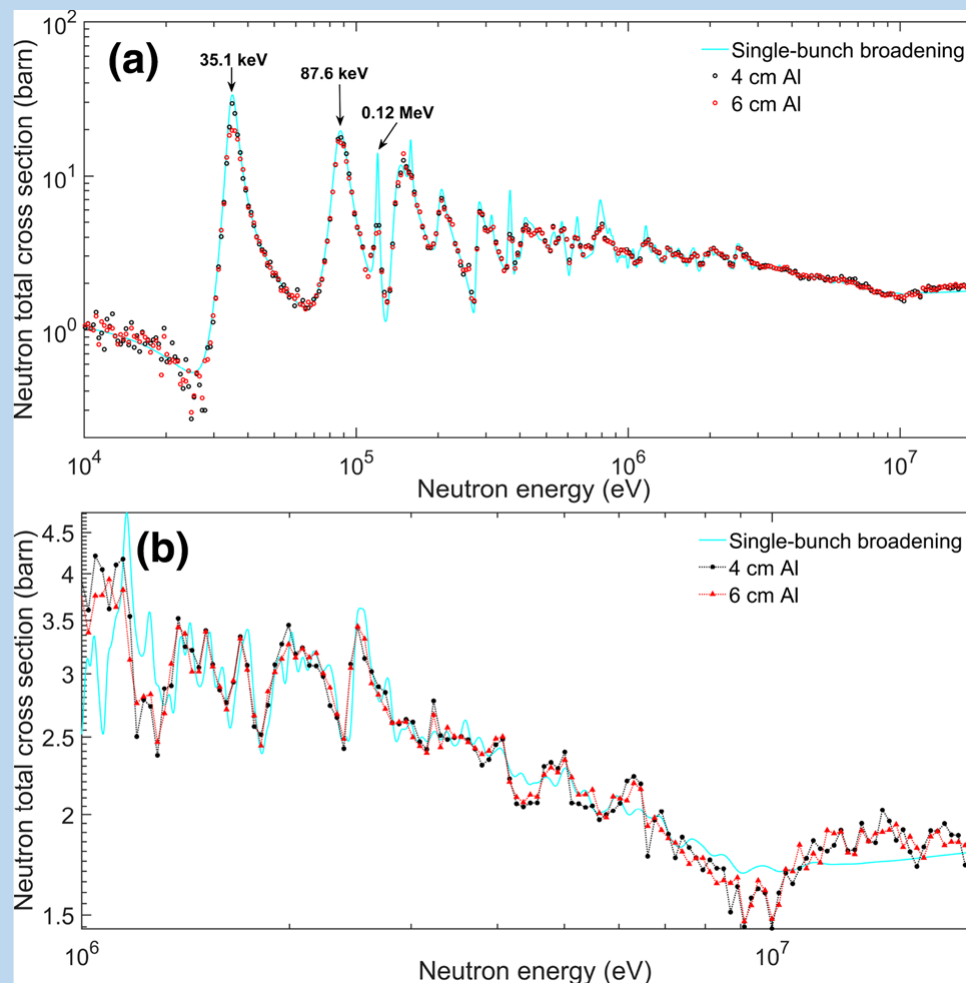 (a)
35.1 keV
87.6 keV
0.12 MeV
Single-bunch broadening
4 cm Al
6 cm Al
Neutron total cross section (barn)
10²
10¹
10⁰
10⁴
10⁵
10⁶
10⁷
Neutron energy (eV)
(b)
Single-bunch broadening
4 cm Al
6 cm Al
Neutron total cross section (barn)
4.5
4
3.5
3
2.5
2
1.5
10⁶
10⁷
Neutron energy (eV)